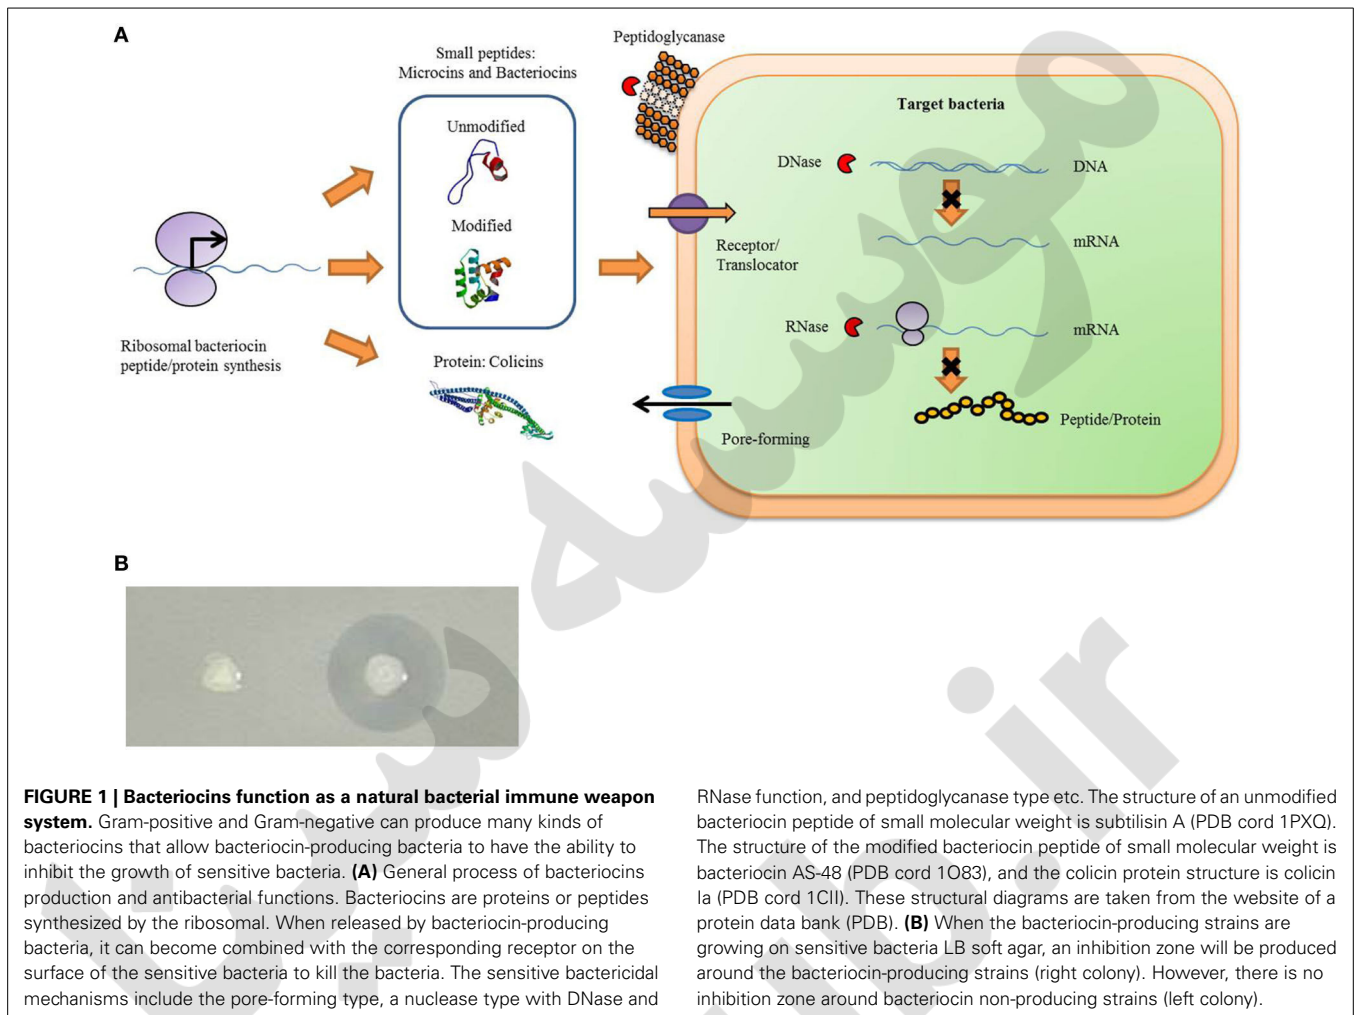 A
Small peptides:
Microcins and Bacteriocins
Peptidoglycanase
Unmodified
Modified
Ribosomal bacteriocin
peptide/protein synthesis
Protein: Colicins
Target bacteria
DNase
DNA
mRNA
Receptor/
Translocator
RNase
mRNA
Pore-forming
Peptide/Protein
B
FIGURE 1 | Bacteriocins function as a natural bacterial immune weapon
system. Gram-positive and Gram-negative can produce many kinds of
bacteriocins that allow bacteriocin-producing bacteria to have the ability to
inhibit the growth of sensitive bacteria. (A) General process of bacteriocins
production and antibacterial functions. Bacteriocins are proteins or peptides
synthesized by the ribosomal. When released by bacteriocin-producing
bacteria, it can become combined with the corresponding receptor on the
surface of the sensitive bacteria to kill the bacteria. The sensitive bactericidal
mechanisms include the pore-forming type, a nuclease type with DNase and
RNase function, and peptidoglycanase type etc. The structure of an unmodified
bacteriocin peptide of small molecular weight is subtilisin A (PDB cord 1PXQ).
The structure of the modified bacteriocin peptide of small molecular weight is
bacteriocin AS-48 (PDB cord 1O83), and the colicin protein structure is colicin
Ia (PDB cord 1CII). These structural diagrams are taken from the website of a
protein data bank (PDB). (B) When the bacteriocin-producing strains are
growing on sensitive bacteria LB soft agar, an inhibition zone will be produced
around the bacteriocin-producing strains (right colony). However, there is no
inhibition zone around bacteriocin non-producing strains (left colony).